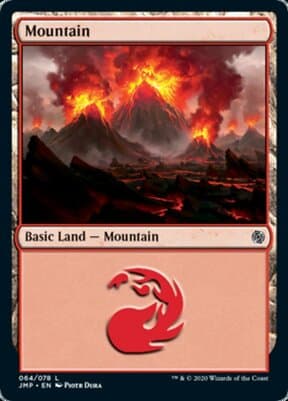 Mountain
Basic Land — Mountain
064/078 L
JMP • EN Piotr Dura
™ & © 2020 Wizards of the Coast